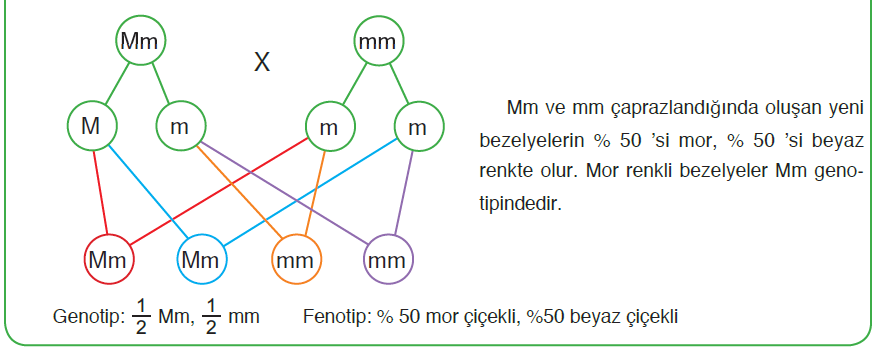 Mm
X
mm
M
m
m
m
Mm ve mm çaprazlandığında oluşan yeni
bezelyelerin % 50 ’si mor, % 50 ’si beyaz
renkte olur. Mor renkli bezelyeler Mm geno-
tipindedir.
Mm
Mm
mm
mm
Genotip: 1/2 Mm, 1/2 mm
Fenotip: % 50 mor çiçekli, %50 beyaz çiçekli